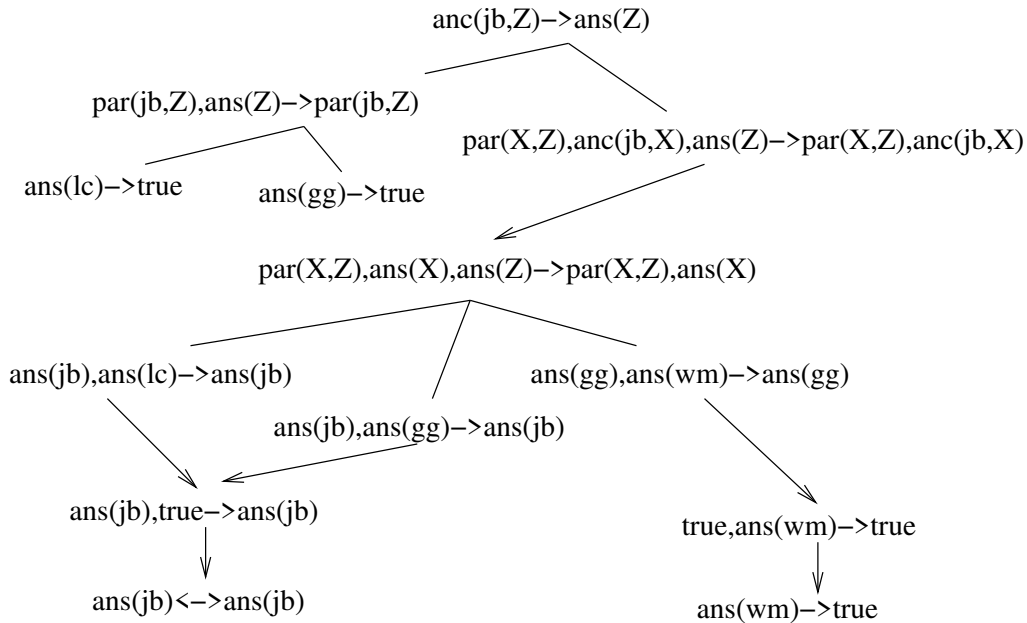 anc(jb,Z)−>ans(Z)
par(jb,Z),ans(Z)−>par(jb,Z)
par(X,Z),anc(jb,X),ans(Z)−>par(X,Z),anc(jb,X)
ans(lc)−>true
ans(gg)−>true
par(X,Z),ans(X),ans(Z)−>par(X,Z),ans(X)
ans(jb),ans(lc)−>ans(jb)
ans(gg),ans(wm)−>ans(gg)
ans(jb),ans(gg)−>ans(jb)
ans(jb),true−>ans(jb)
true,ans(wm)−>true
ans(jb)<−>ans(jb)
ans(wm)−>true